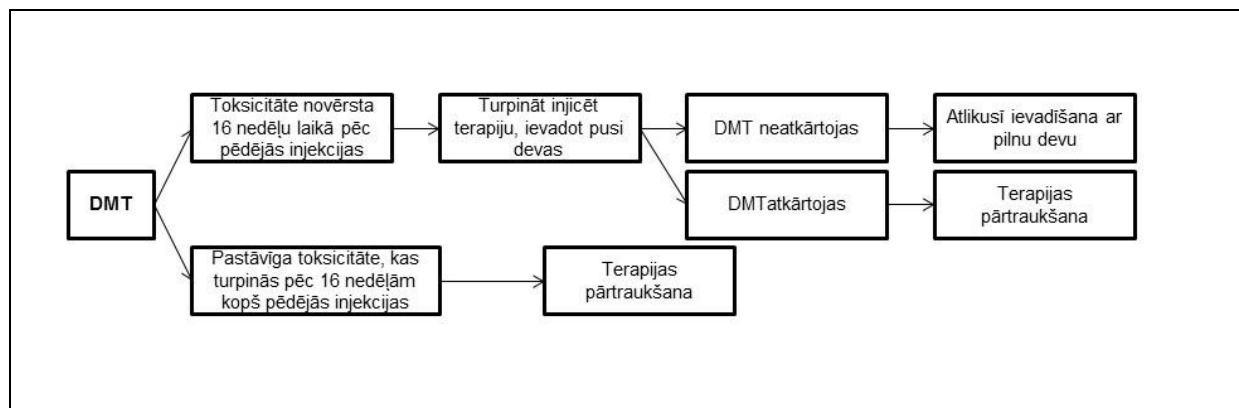 DMT
Toksicitāte novērsta
16 nedēļu laikā pēc
pēdējās injekcijas
Turpināt injicēt
terapiju, ievadot pusi
devas
DMT neatkārtojas
Atlikusī ievadīšana ar
pilnu devu
DMTatkārtojas
Terapijas
pārtraukšana
Pastāvīga toksicitāte, kas
turpinās pēc 16 nedēļām
kopš pēdējās injekcijas
Terapijas
pārtraukšana